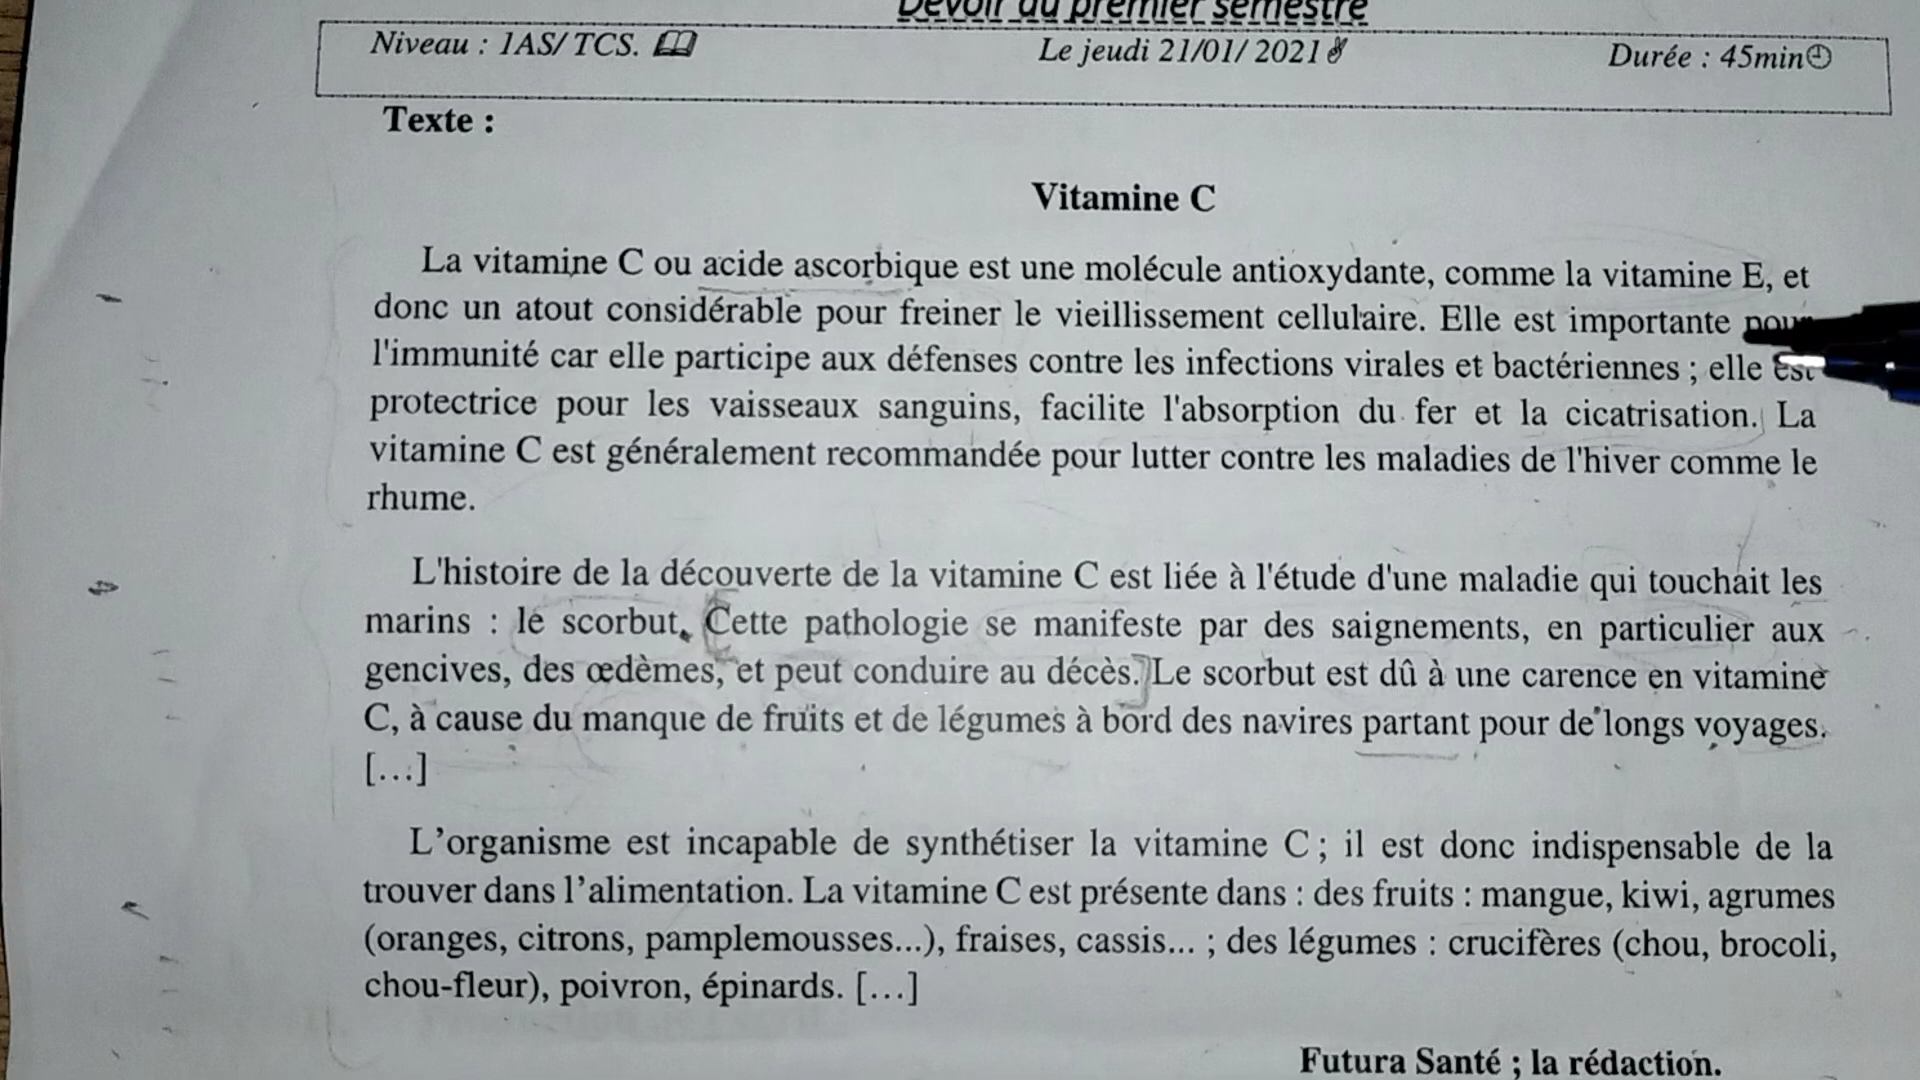 Devoir du premier semestre
Niveau : 1AS/ TCS. Le jeudi 21/01/ 2021 Durée : 45min
Texte :
Vitamine C
La vitamine C ou acide ascorbique est une molécule antioxydante, comme la vitamine E, et
donc un atout considérable pour freiner le vieillissement cellulaire. Elle est importante pour
l'immunité car elle participe aux défenses contre les infections virales et bactériennes ; elle est
protectrice pour les vaisseaux sanguins, facilite l'absorption du fer et la cicatrisation. La
vitamine C est généralement recommandée pour lutter contre les maladies de l'hiver comme le
rhume.
L'histoire de la découverte de la vitamine C est liée à l'étude d'une maladie qui touchait les
marins : le scorbut. Cette pathologie se manifeste par des saignements, en particulier aux
gencives, des œdèmes, et peut conduire au décès. Le scorbut est dû à une carence en vitamine
C, à cause du manque de fruits et de légumes à bord des navires partant pour de longs voyages.
[…]
L’organisme est incapable de synthétiser la vitamine C ; il est donc indispensable de la
trouver dans l’alimentation. La vitamine C est présente dans : des fruits : mangue, kiwi, agrumes
(oranges, citrons, pamplemousses...), fraises, cassis... ; des légumes : crucifères (chou, brocoli,
chou-fleur), poivron, épinards. […]
Futura Santé ; la rédaction.